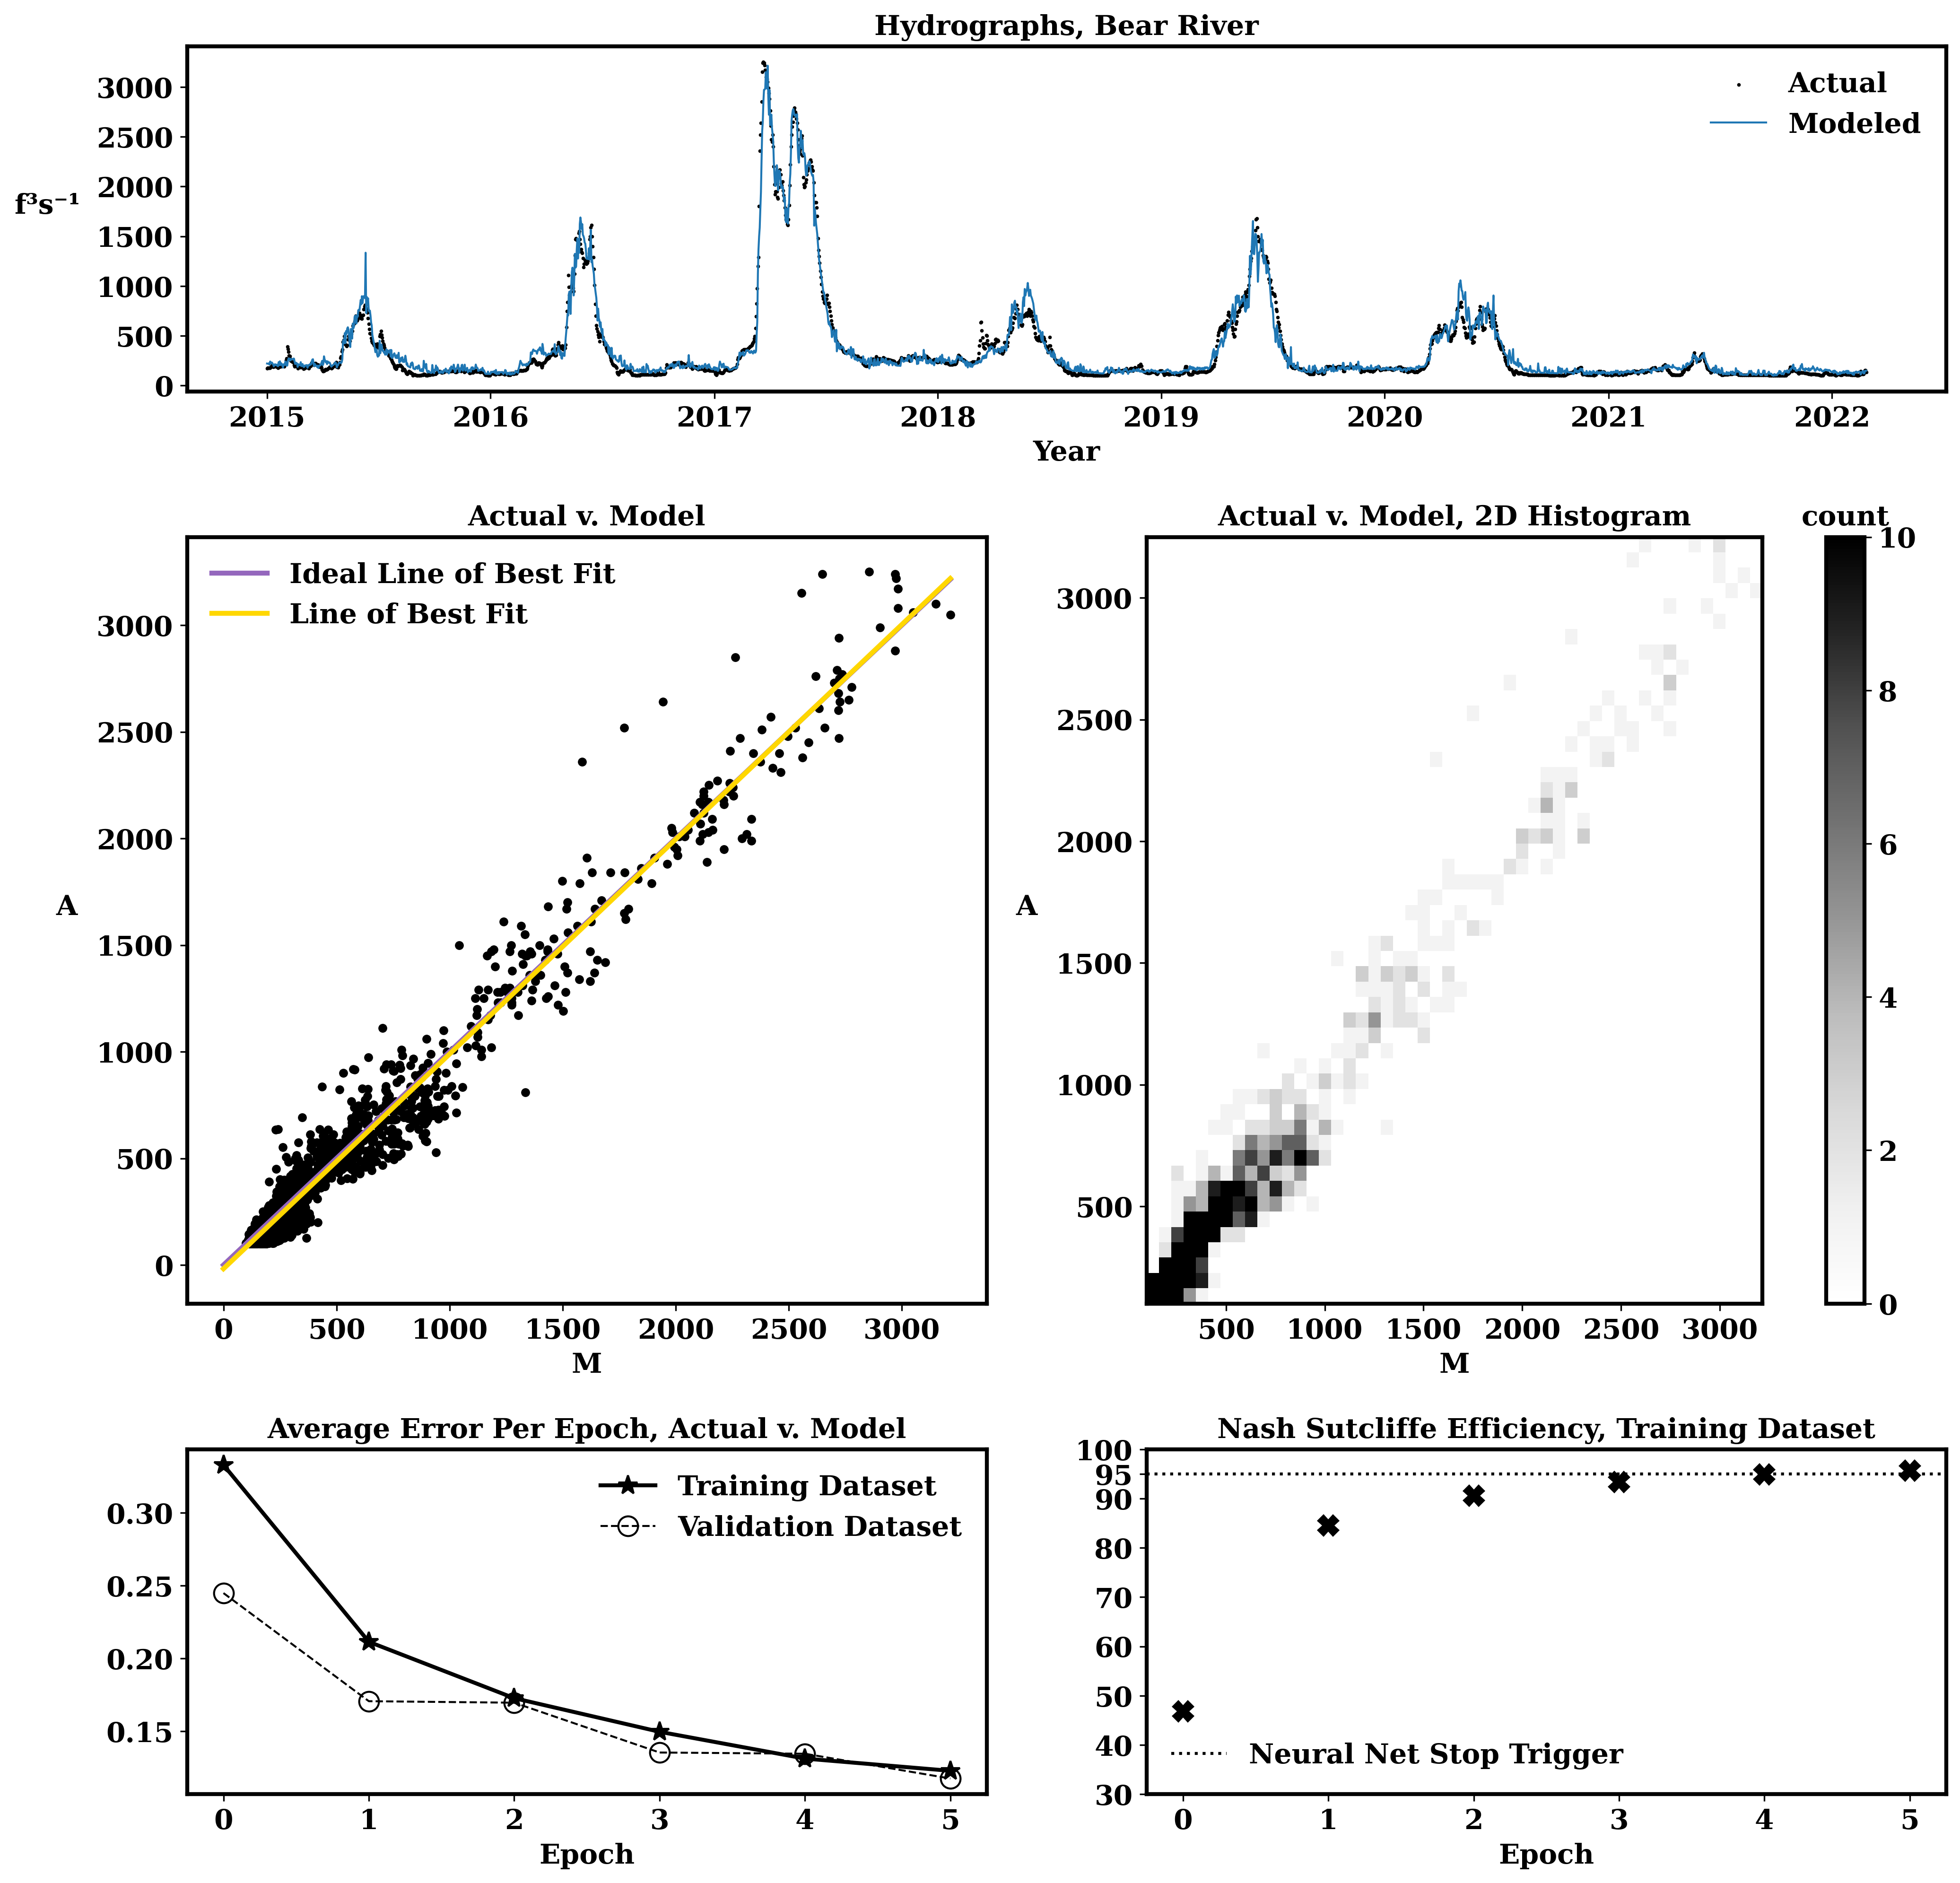 Hydrographs, Bear River
3000
2500
2000
1500
1000
500
0
f³s⁻¹
Actual
Modeled
2015 2016 2017 2018 2019 2020 2021 2022
Year
Actual v. Model
Ideal Line of Best Fit
Line of Best Fit
3000
2500
2000
1500
1000
500
0
A
0 500 1000 1500 2000 2500 3000
M
Actual v. Model, 2D Histogram
3000
2500
2000
1500
1000
500
A
500 1000 1500 2000 2500 3000
M
count
10
8
6
4
2
0
Average Error Per Epoch, Actual v. Model
Training Dataset
Validation Dataset
0.30
0.25
0.20
0.15
0 1 2 3 4 5
Epoch
Nash Sutcliffe Efficiency, Training Dataset
100
95
90
80
70
60
50
40
30
Neural Net Stop Trigger
0 1 2 3 4 5
Epoch